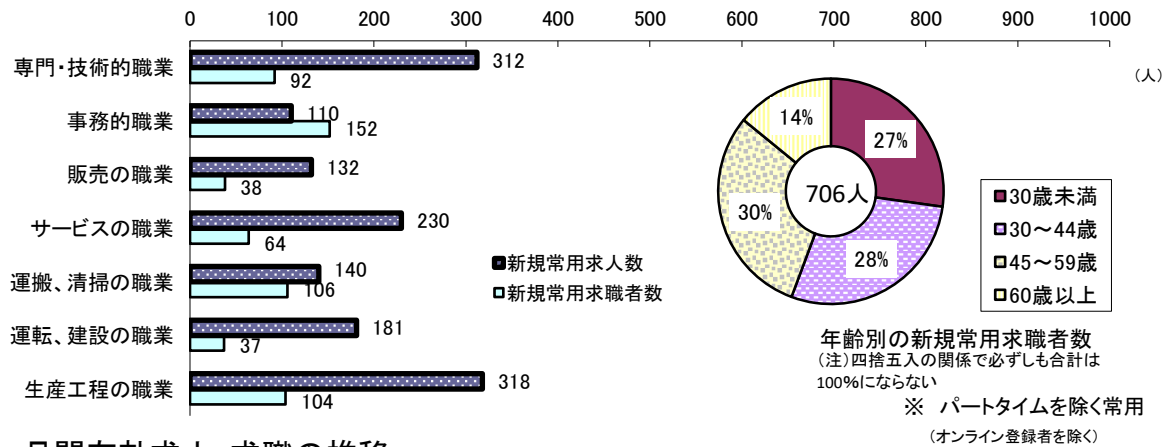 0 100 200 300 400 500 600 700 800 900 1000
(人)
専門・技術的職業 312
92
事務的職業 110
152
販売の職業 132
38
サービスの職業 230
64
運搬、清掃の職業 140
106
運転、建設の職業 181
37
生産工程の職業 318
104
■新規常用求人数
□新規常用求職者数
14%
27%
706人
30%
28%
30歳未満
30～44歳
45～59歳
60歳以上
年齢別の新規常用求職者数
(注)四捨五入の関係で必ずしも合計は
100%にならない
※ パートタイムを除く常用
(オンライン登録者を除く)